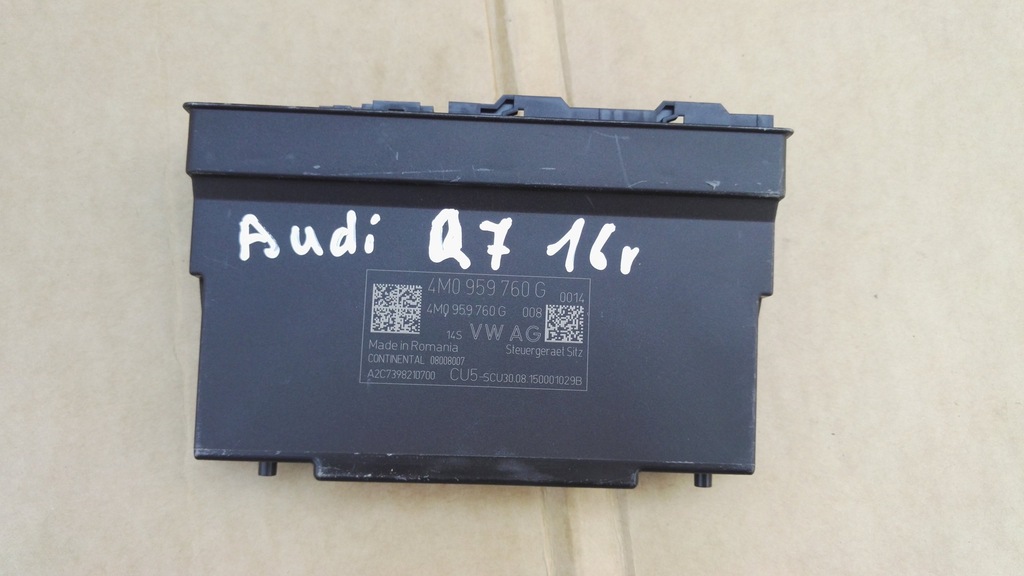 Audi Q7 16r
4M0 959 760 G 0014
4M0 959 760 G 008
14S VW AG
Made in Romania Steuergeraet Sitz
CONTINENTAL 08008007
A2C7398210700 CU5-SCU30.08.150001029B